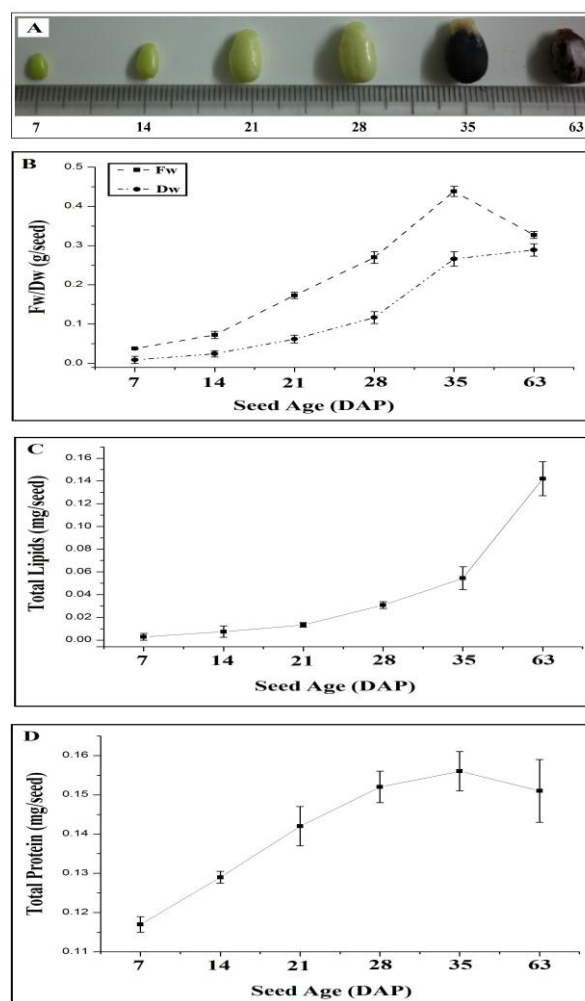 A
7 14 21 28 35 63
B
Fw
Dw
0.5
0.4
0.3
0.2
0.1
0.0
Fw/Dw (g/seed)
7 14 21 28 35 63
Seed Age (DAP)
C
0.16
0.14
0.12
0.10
0.08
0.06
0.04
0.02
0.00
Total Lipids (mg/seed)
7 14 21 28 35 63
Seed Age (DAP)
D
0.16
0.15
0.14
0.13
0.12
0.11
Total Protein (mg/seed)
7 14 21 28 35 63
Seed Age (DAP)